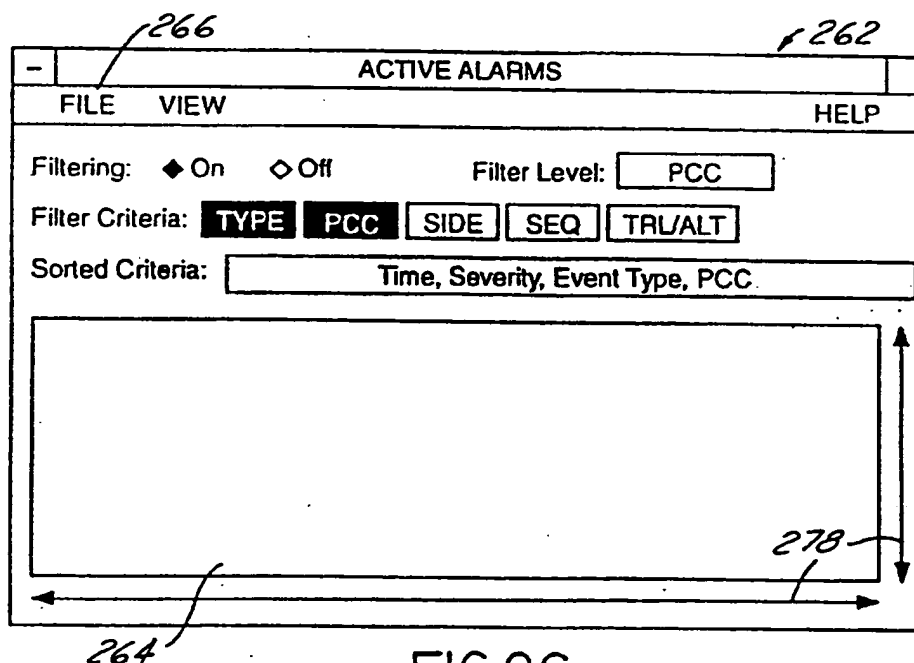 266 262
- ACTIVE ALARMS
FILE VIEW HELP
Filtering: On Off Filter Level: PCC
Filter Criteria: TYPE PCC SIDE SEQ TRL/ALT
Sorted Criteria: Time, Severity, Event Type, PCC
278
264